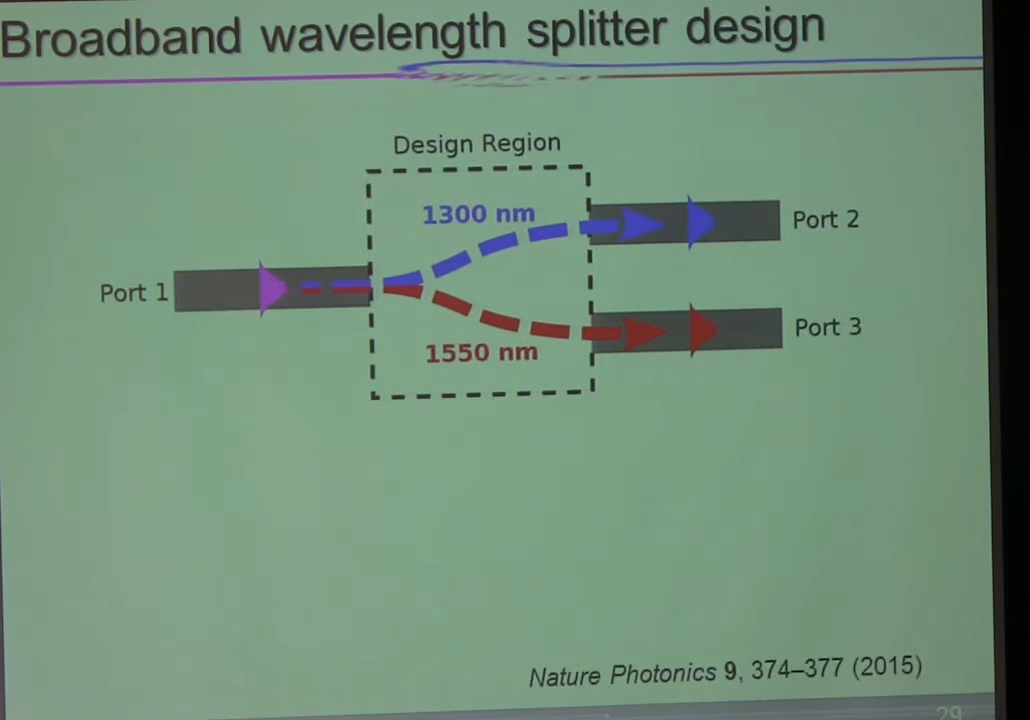 Broadband wavelength splitter design
Design Region
1300 nm
Port 2
Port 1
Port 3
1550 nm
Nature Photonics 9, 374–377 (2015)
29